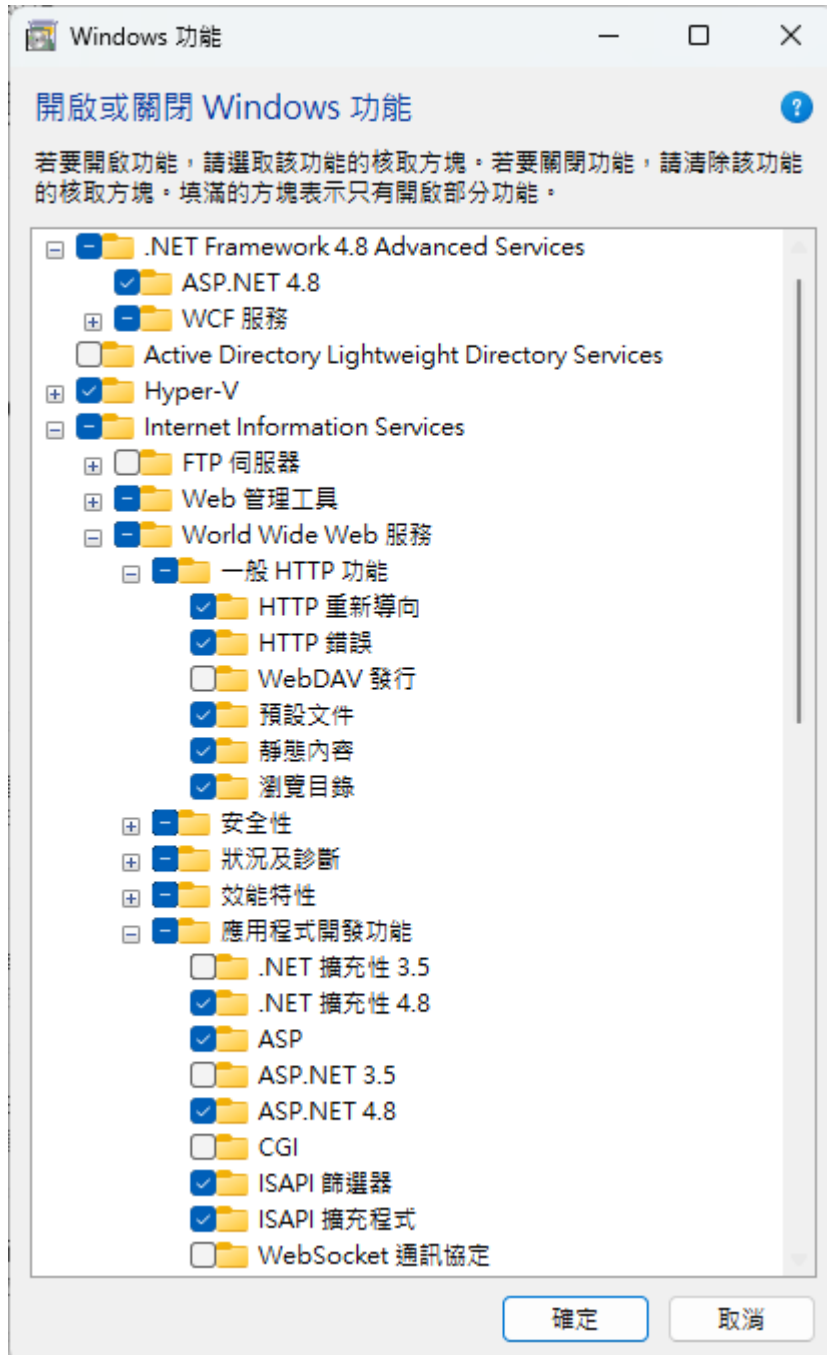 Windows 功能
開啟或關閉 Windows 功能
若要開啟功能，請選取該功能的核取方塊。若要關閉功能，請清除該功能
的核取方塊。填滿的方塊表示只有開啟部分功能。
.NET Framework 4.8 Advanced Services
ASP.NET 4.8
WCF 服務
Active Directory Lightweight Directory Services
Hyper-V
Internet Information Services
FTP 伺服器
Web 管理工具
World Wide Web 服務
一般 HTTP 功能
HTTP 重新導向
HTTP 錯誤
WebDAV 發行
預設文件
靜態內容
瀏覽目錄
安全性
狀況及診斷
效能特性
應用程式開發功能
.NET 擴充性 3.5
.NET 擴充性 4.8
ASP
ASP.NET 3.5
ASP.NET 4.8
CGI
ISAPI 篩選器
ISAPI 擴充程式
WebSocket 通訊協定
確定
取消